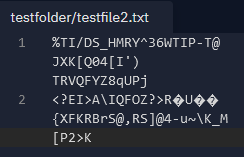 testfolder/testfile2.txt
1 %TI/DS_HMRY^36WTIP-T@
JXK[Q04[I')
TRVQFYZ8qUPj
2 <?EI>A\IQFOZ?>R�U��
{XFKRBrS@,RS]@4-u~\K_M
[P2>K